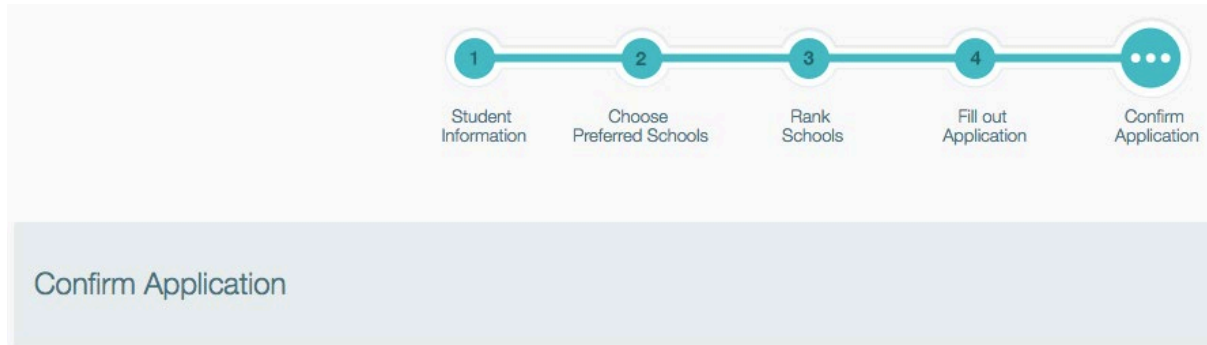 1
2
3
4
Student
Information
Choose
Preferred Schools
Rank
Schools
Fill out
Application
Confirm
Application
Confirm Application